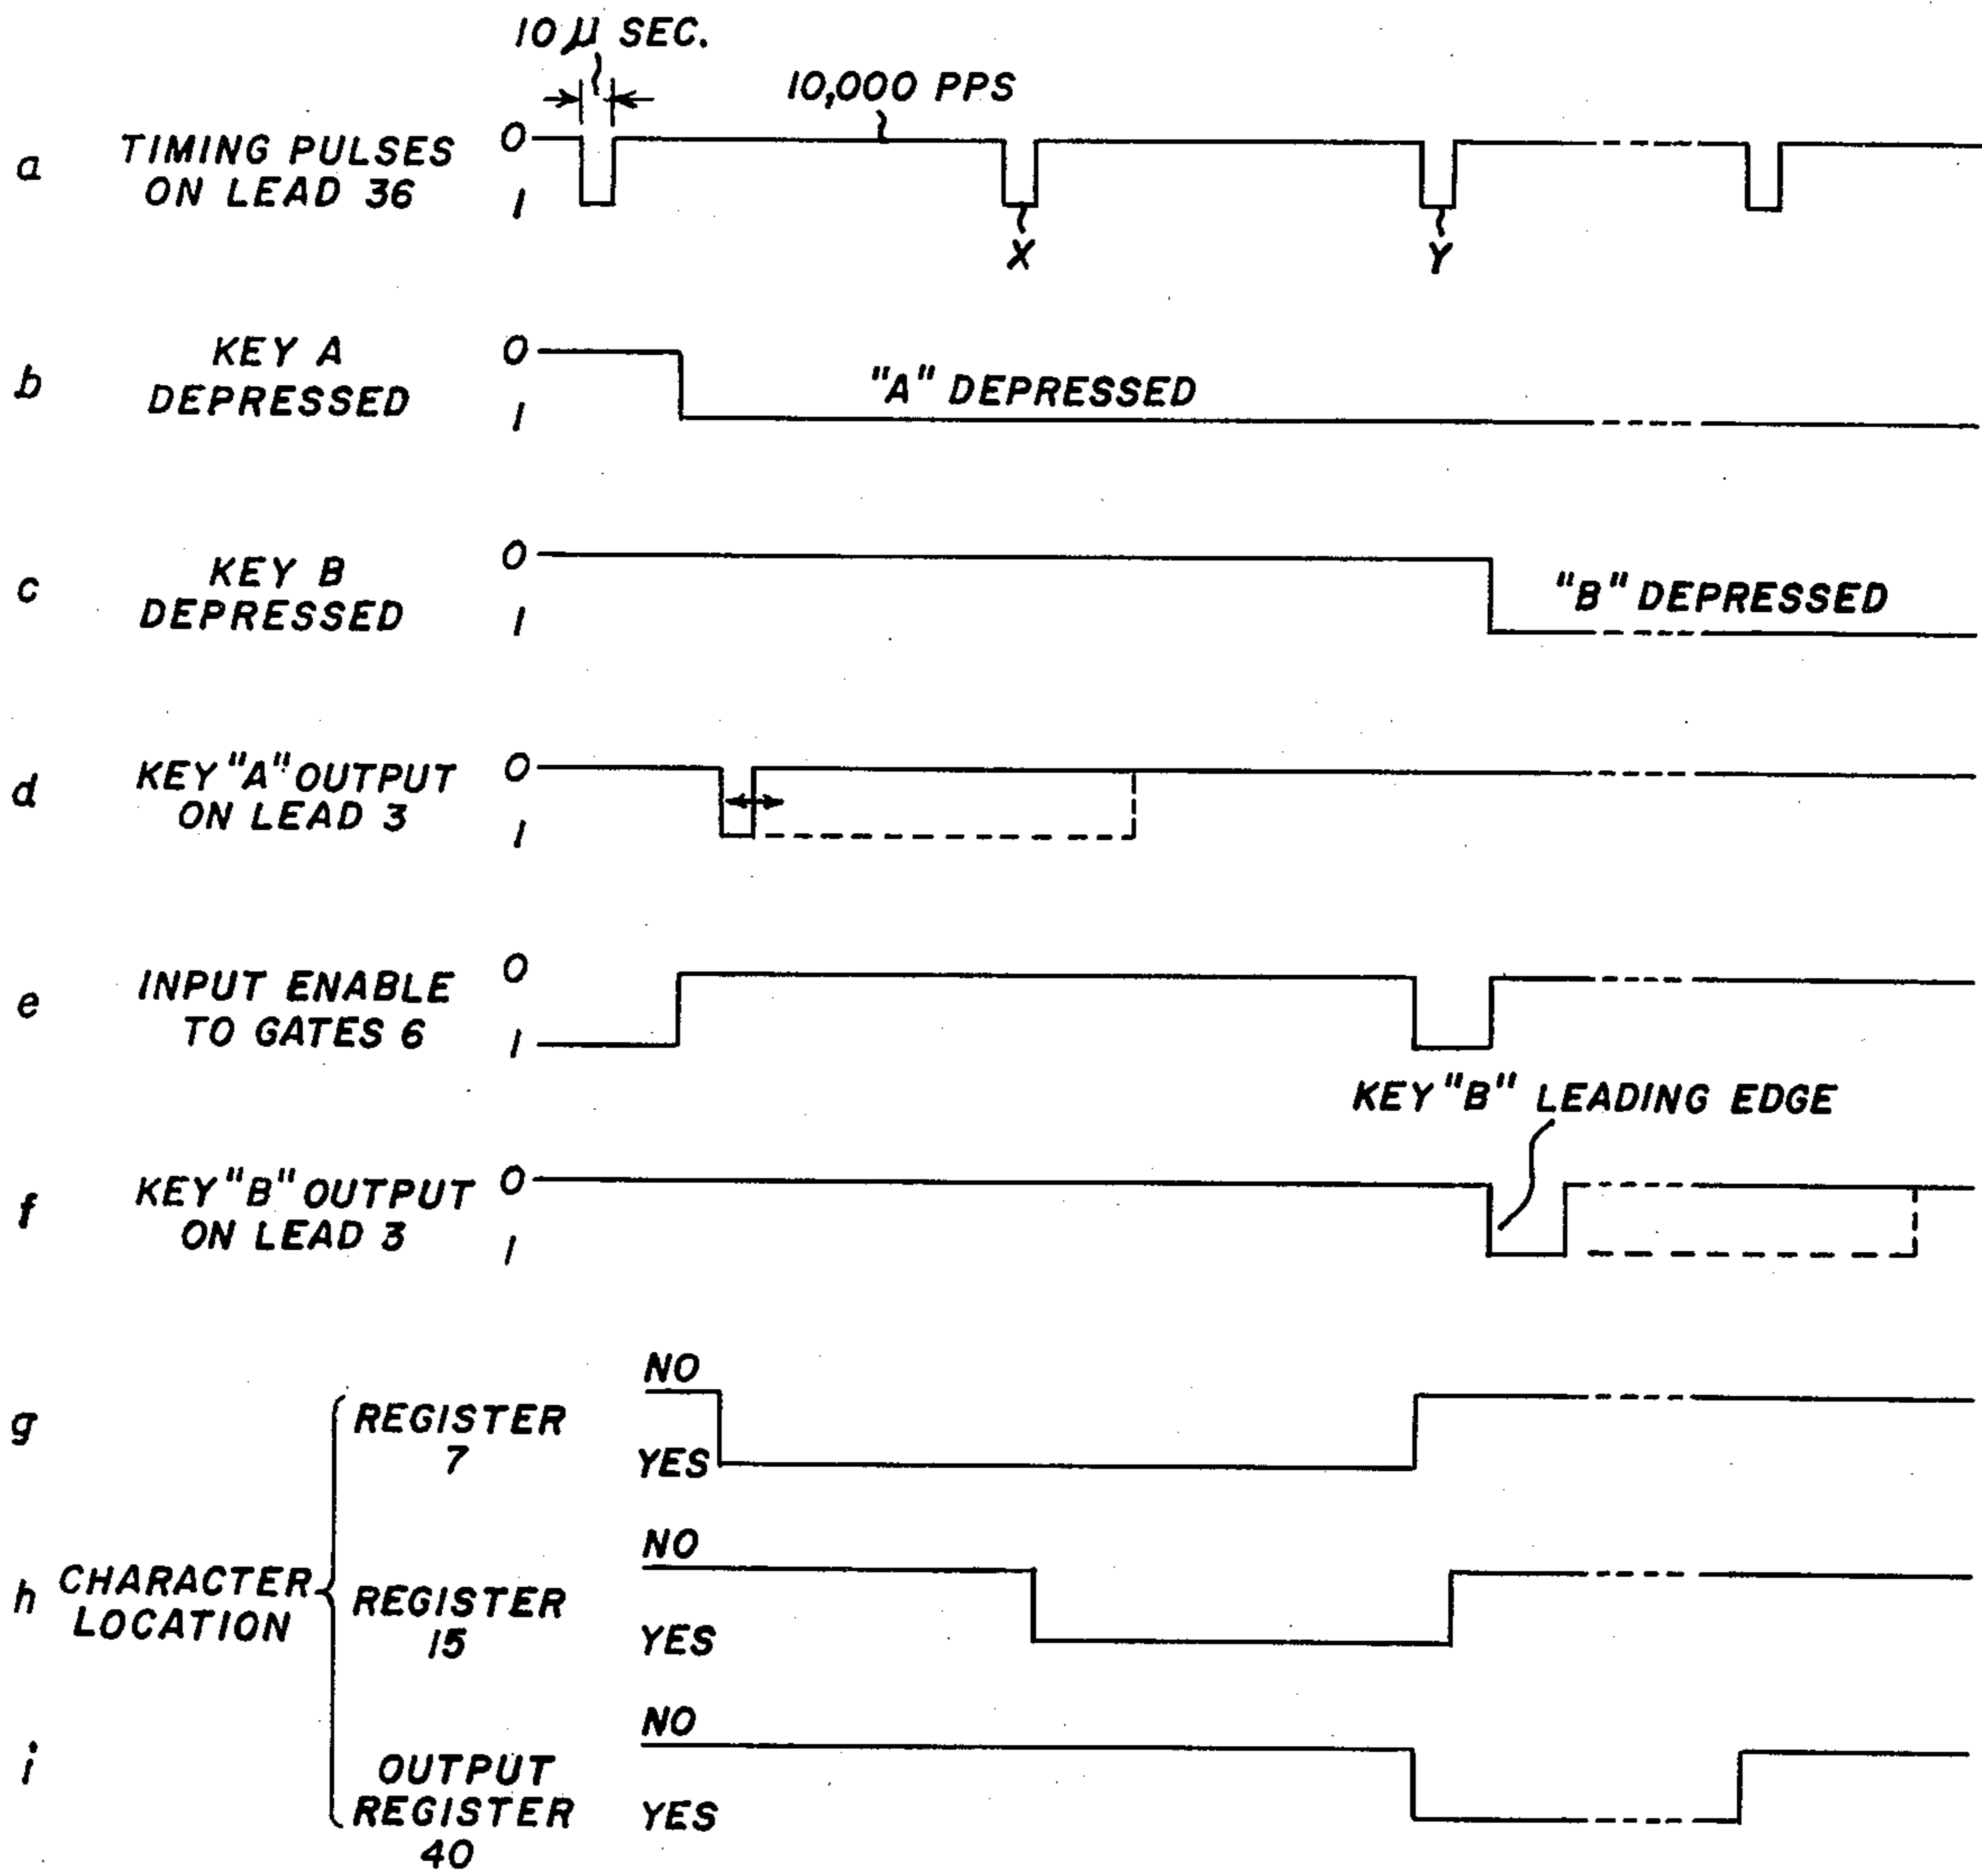 10 μ SEC.
10,000 PPS
a TIMING PULSES
ON LEAD 36
0
1
X
Y
b KEY A
DEPRESSED
0
1
"A" DEPRESSED
c KEY B
DEPRESSED
0
1
"B" DEPRESSED
d KEY "A" OUTPUT
ON LEAD 3
0
1
e INPUT ENABLE
TO GATES 6
0
1
KEY "B" LEADING EDGE
f KEY "B" OUTPUT
ON LEAD 3
0
1
g REGISTER
7
NO
YES
h CHARACTER
LOCATION
REGISTER
15
NO
YES
i OUTPUT
REGISTER
40
NO
YES